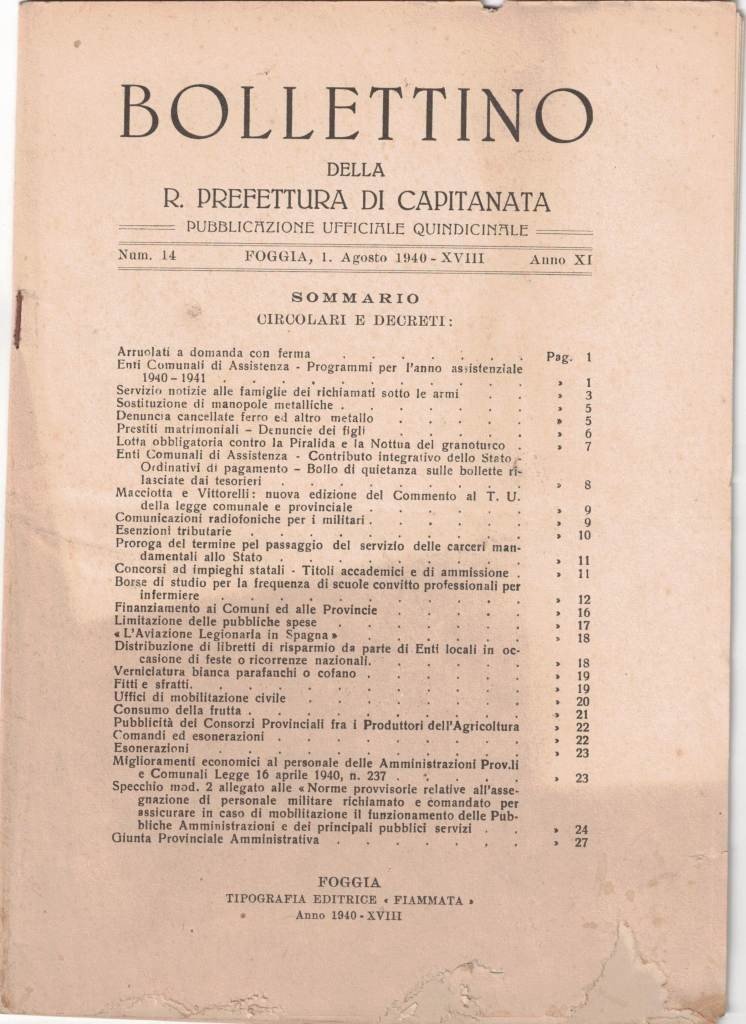 BOLLETTINO
DELLA
R. PREFETTURA DI CAPITANATA
PUBBLICAZIONE UFFICIALE QUINDICINALE
Num. 14 FOGGIA, 1. Agosto 1940 - XVIII Anno XI
SOMMARIO
CIRCOLARI E DECRETI:
Arruolati a domanda con ferma . . . . . . . Pag. 1
Enti Comunali di Assistenza - Programmi per l'anno assistenziale
1940 - 1941 . . . . . . . . . . » 1
Servizio notizie alle famiglie dei richiamati sotto le armi . . » 3
Sostituzione di manopole metalliche . . . . . . . » 5
Denuncia cancellate ferro ed altro metallo . . . . . » 5
Prestiti matrimoniali - Denuncie dei figli . . . . . » 6
Lotta obbligatoria contro la Piralida e la Nottua del granoturco . » 7
Enti Comunali di Assistenza - Contributo integrativo dello Stato -
Ordinativi di pagamento - Bollo di quietanza sulle bollette ri-
lasciate dai tesorieri . . . . . . . . . » 8
Macciotta e Vittorelli: nuova edizione del Commento al T. U.
della legge comunale e provinciale . . . . . . » 9
Comunicazioni radiofoniche per i militari . . . . . . » 9
Esenzioni tributarie . . . . . . . . . . » 10
Proroga del termine pel passaggio del servizio delle carceri man-
damentali allo Stato . . . . . . . . . » 11
Concorsi ad impieghi statali - Titoli accademici e di ammissione . » 11
Borse di studio per la frequenza di scuole convitto professionali per
infermiere . . . . . . . . . . . » 12
Finanziamento ai Comuni ed alle Provincie . . . . . » 16
Limitazione delle pubbliche spese . . . . . . . » 17
« L'Aviazione Legionaria in Spagna » . . . . . . » 18
Distribuzione di libretti di risparmio da parte di Enti locali in oc-
casione di feste o ricorrenze nazionali. . . . . . » 18
Verniciatura bianca parafanchi o cofano . . . . . . » 19
Fitti e sfratti. . . . . . . . . . . . » 19
Uffici di mobilitazione civile . . . . . . . . » 20
Consumo della frutta . . . . . . . . . . » 21
Pubblicità dei Consorzi Provinciali fra i Produttori dell'Agricoltura » 22
Comandi ed esonerazioni . . . . . . . . . » 22
Esonerazioni . . . . . . . . . . . » 23
Miglioramenti economici al personale delle Amministrazioni Prov.li
e Comunali Legge 16 aprile 1940, n. 237 . . . . . » 23
Specchio mod. 2 allegato alle « Norme provvisorie relative all'asse-
gnazione di personale militare richiamato e comandato per
assicurare in caso di mobilitazione il funzionamento delle Pub-
bliche Amministrazioni e dei principali pubblici servizi . . » 24
Giunta Provinciale Amministrativa . . . . . . . » 27
FOGGIA
TIPOGRAFIA EDITRICE « FIAMMATA »
Anno 1940 - XVIII